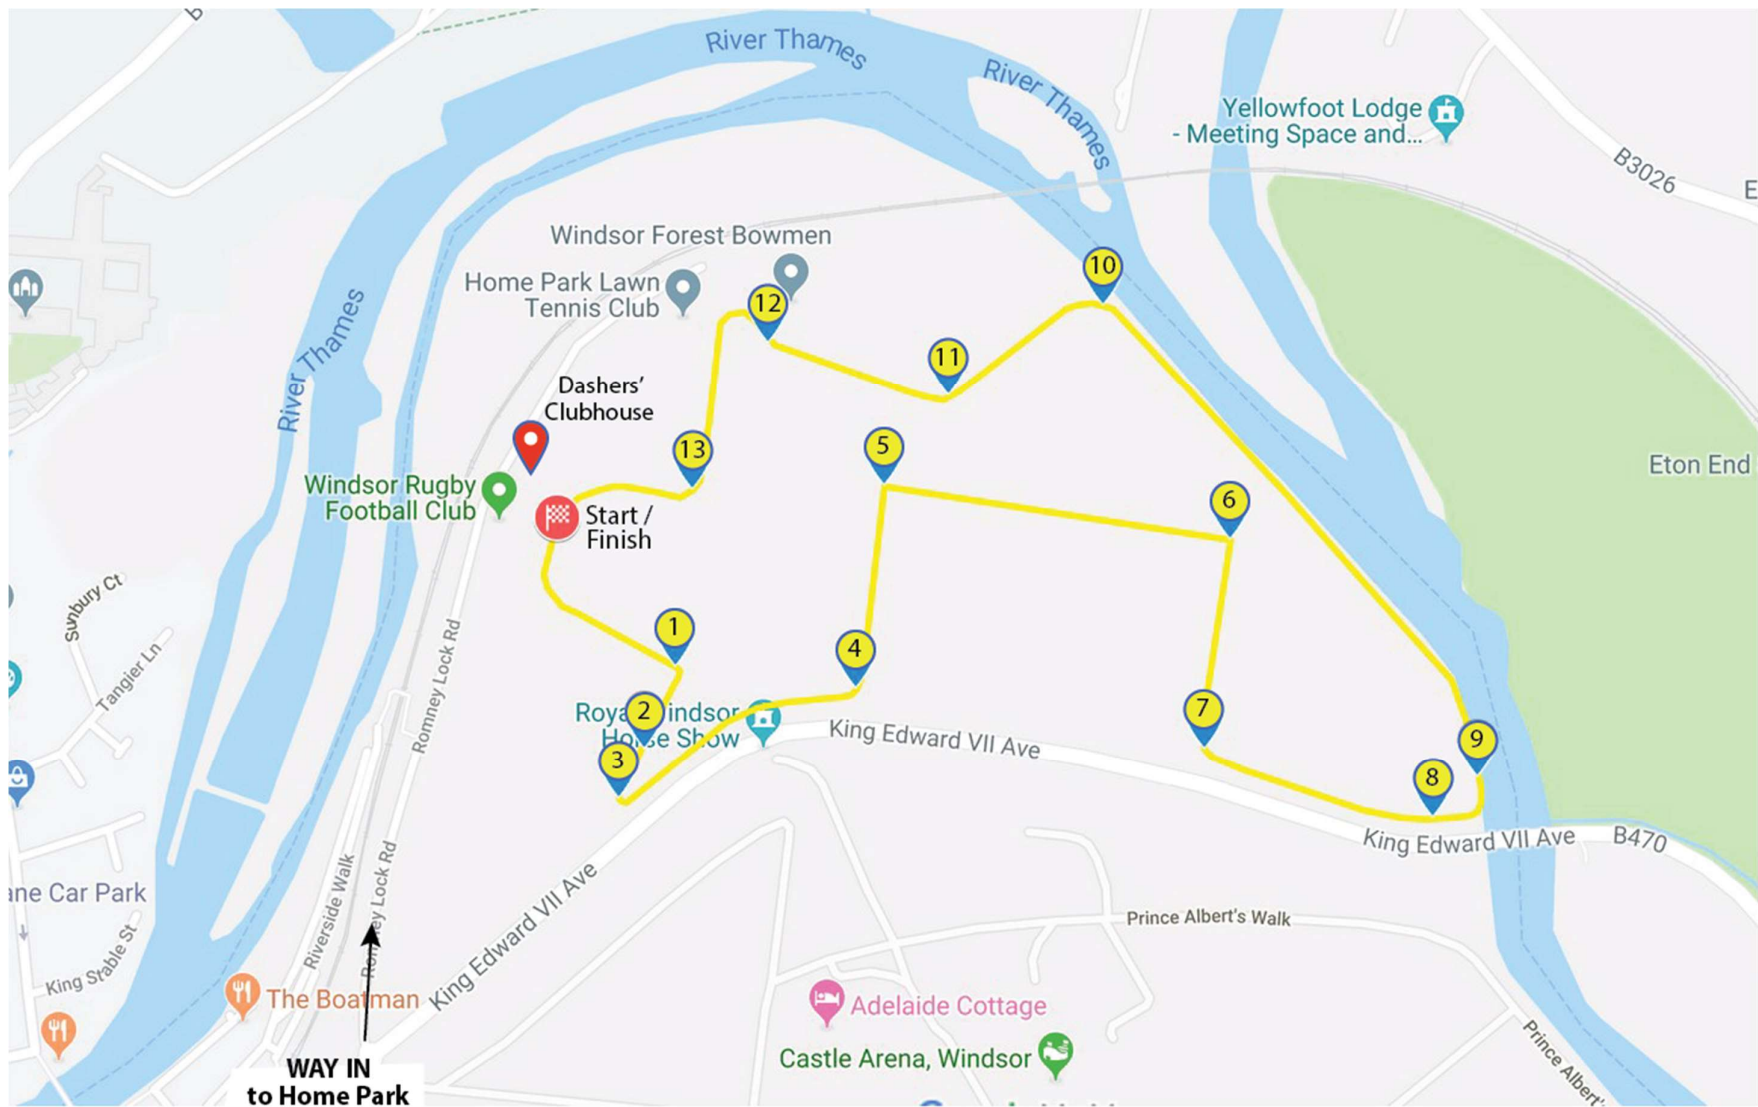 River Thames
River Thames
Yellowfoot Lodge
- Meeting Space and...
B3026
E
Windsor Forest Bowmen
Home Park Lawn
Tennis Club
10
12
River Thames
11
Dashers’
Clubhouse
13
5
Eton End
Windsor Rugby
Football Club
6
Start /
Finish
Sunbury Ct
1
Tangier Ln
Romney Lock Rd
4
2
Horse Show
7
King Edward VII Ave
9
3
8
King Edward VII Ave
B470
ane Car Park
Riverside Walk
King Edward VII Ave
Romney Lock Rd
Prince Albert's Walk
King Stable St
The Boatman
Adelaide Cottage
Castle Arena, Windsor
Prince Albert'
WAY IN
to Home Park